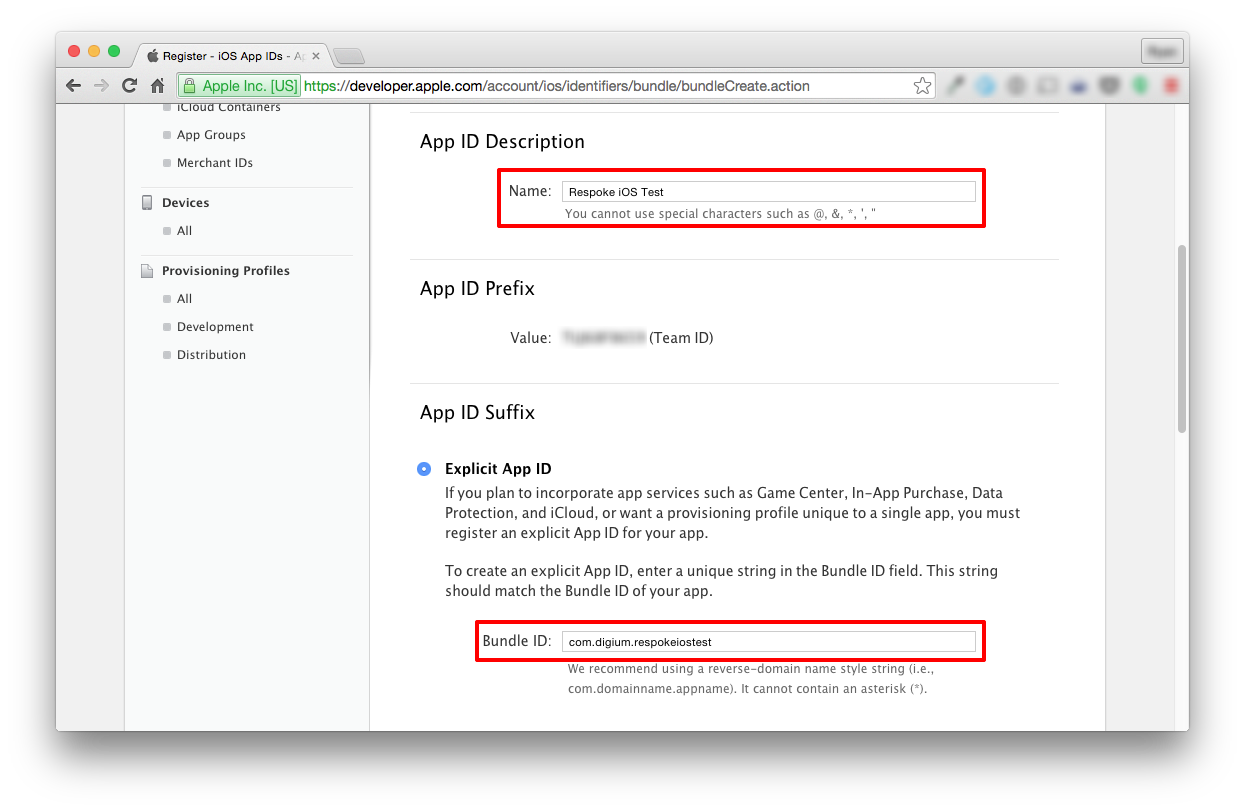 Register - iOS App IDs - Ap
Apple Inc. [US] https://developer.apple.com/account/ios/identifiers/bundle/bundleCreate.action
iCloud Containers
App Groups
Merchant IDs
Devices
All
Provisioning Profiles
All
Development
Distribution
App ID Description
Name: Respoke iOS Test
You cannot use special characters such as @, &, *, ', "
App ID Prefix
Value: (Team ID)
App ID Suffix
Explicit App ID
If you plan to incorporate app services such as Game Center, In-App Purchase, Data
Protection, and iCloud, or want a provisioning profile unique to a single app, you must
register an explicit App ID for your app.
To create an explicit App ID, enter a unique string in the Bundle ID field. This string
should match the Bundle ID of your app.
Bundle ID: com.digium.respokeiostest
We recommend using a reverse-domain name style string (i.e.,
com.domainname.appname). It cannot contain an asterisk (*).